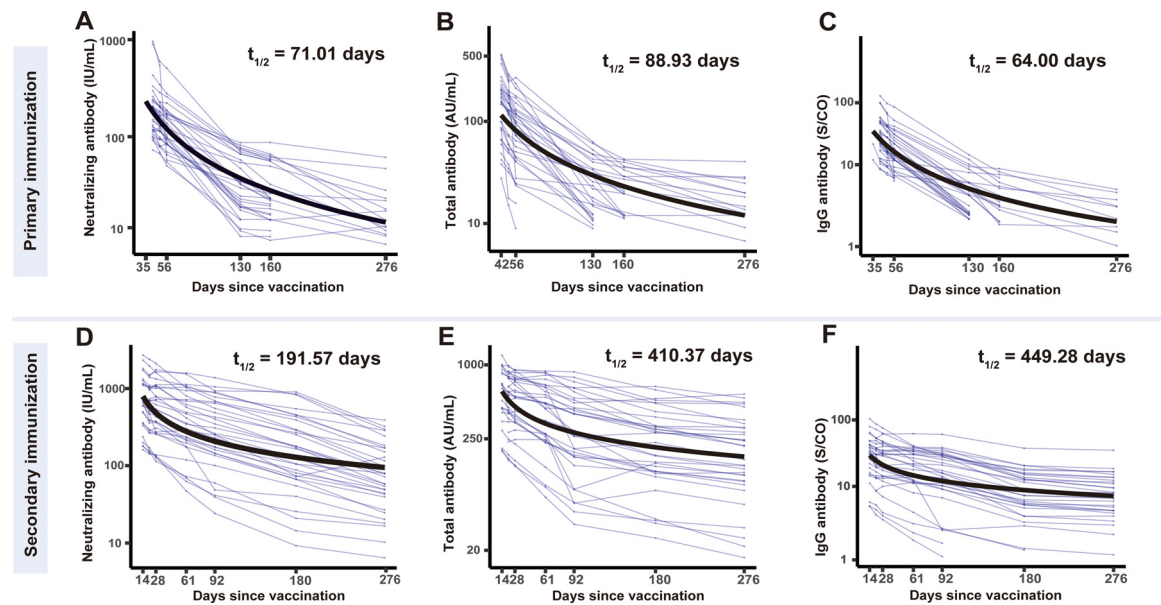 Primary immunization
A
t1/2 = 71.01 days
Neutralizing antibody (IU/mL)
1000
100
10
35 56 130 160 276
Days since vaccination
B
t1/2 = 88.93 days
Total antibody (AU/mL)
500
100
10
4256 130 160 276
Days since vaccination
C
t1/2 = 64.00 days
IgG antibody (S/CO)
100
10
1
35 56 130 160 276
Days since vaccination
Secondary immunization
D
t1/2 = 191.57 days
Neutralizing antibody (IU/mL)
1000
100
10
1428 61 92 180 276
Days since vaccination
E
t1/2 = 410.37 days
Total antibody (AU/mL)
1000
250
20
1428 61 92 180 276
Days since vaccination
F
t1/2 = 449.28 days
IgG antibody (S/CO)
100
10
1
1428 61 92 180 276
Days since vaccination